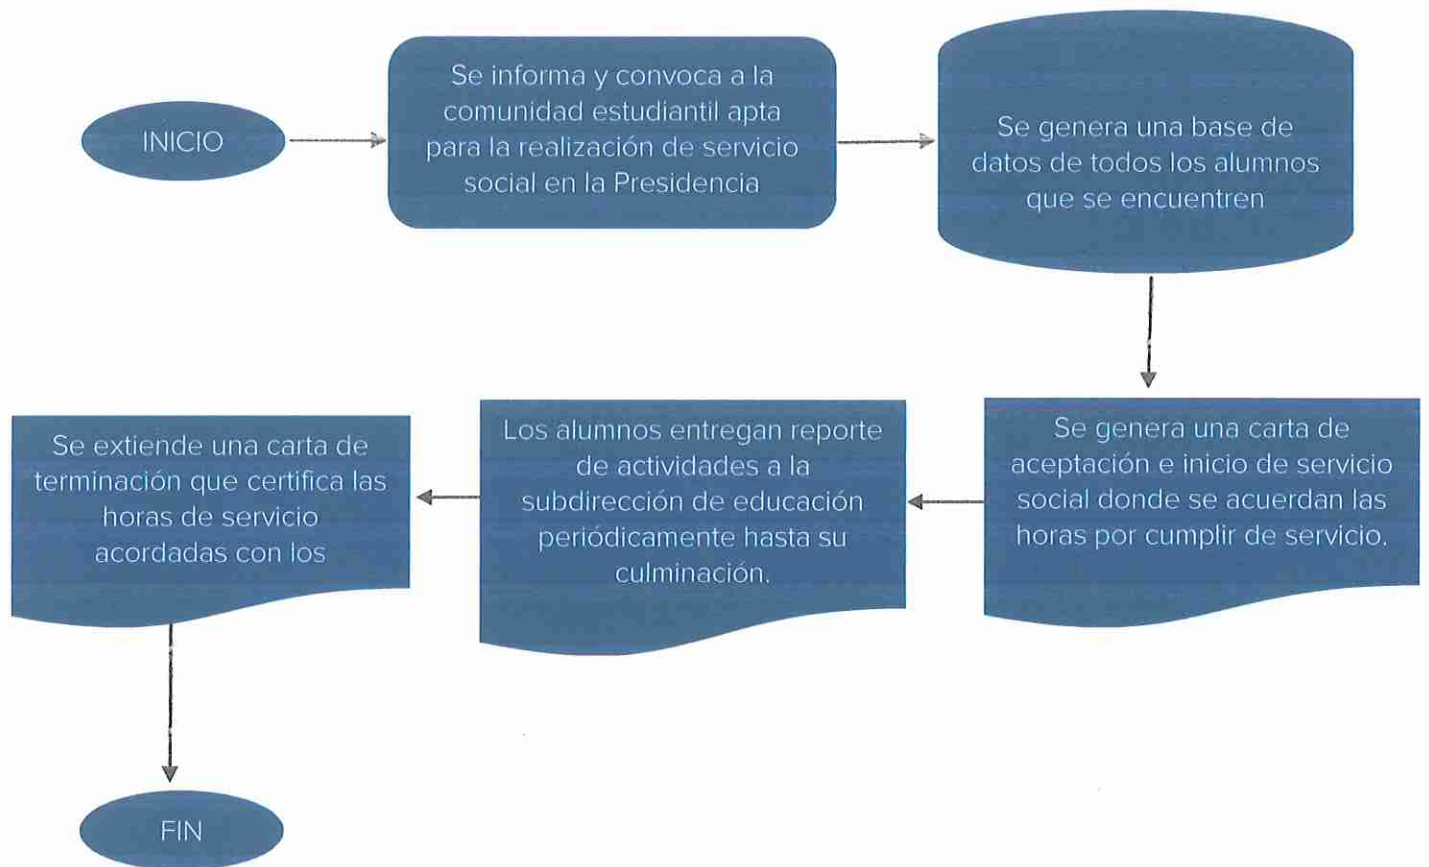 INICIO
Se informa y convoca a la
comunidad estudiantil apta
para la realización de servicio
social en la Presidencia
Se genera una base de
datos de todos los alumnos
que se encuentren
Se genera una carta de
aceptación e inicio de servicio
social donde se acuerdan las
horas por cumplir de servicio.
Los alumnos entregan reporte
de actividades a la
subdirección de educación
periódicamente hasta su
culminación.
Se extiende una carta de
terminación que certifica las
horas de servicio
acordadas con los
FIN